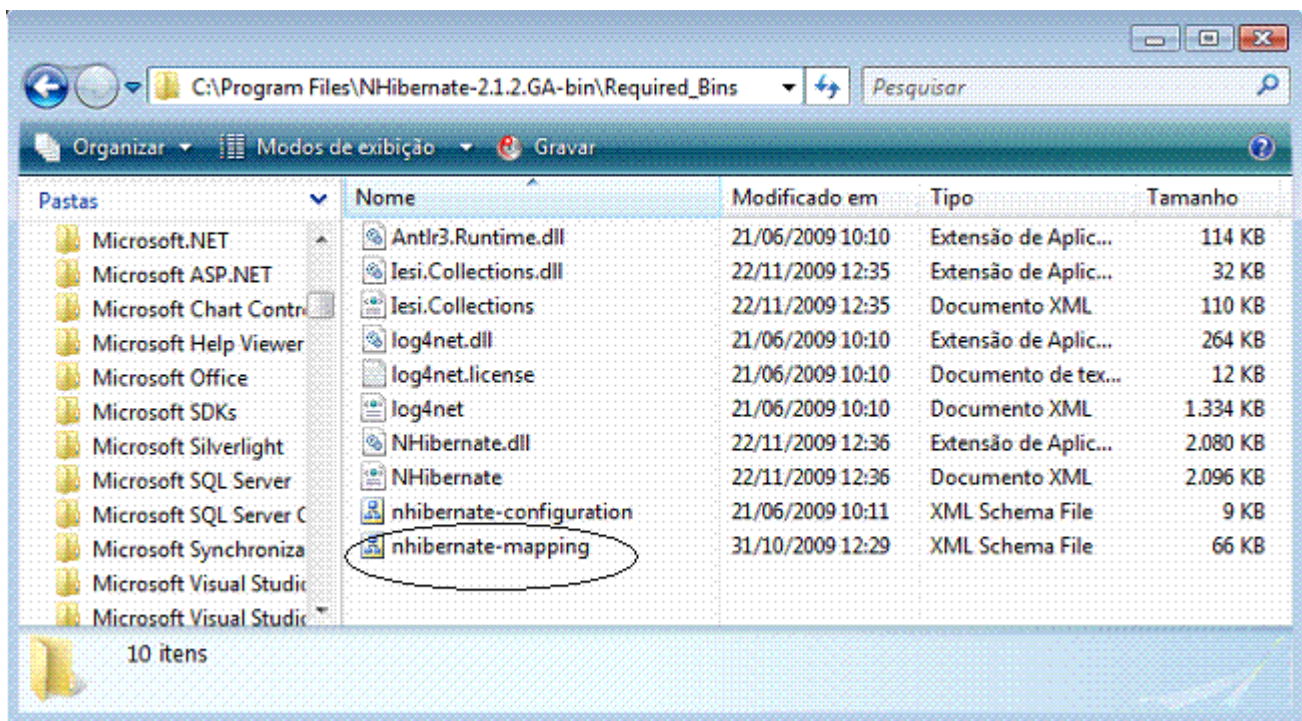 C:\Program Files\NHibernate-2.1.2.GA-bin\Required_Bins Pesquisar
Organizar Modos de exibição Gravar
Pastas Nome Modificado em Tipo Tamanho
Microsoft.NET Antlr3.Runtime.dll 21/06/2009 10:10 Extensão de Aplic... 114 KB
Microsoft ASP.NET Iesi.Collections.dll 22/11/2009 12:35 Extensão de Aplic... 32 KB
Microsoft Chart Contr Iesi.Collections 22/11/2009 12:35 Documento XML 110 KB
Microsoft Help Viewer log4net.dll 21/06/2009 10:10 Extensão de Aplic... 264 KB
Microsoft Office log4net.license 21/06/2009 10:10 Documento de tex... 12 KB
Microsoft SDKs log4net 21/06/2009 10:10 Documento XML 1.334 KB
Microsoft Silverlight NHibernate.dll 22/11/2009 12:36 Extensão de Aplic... 2.080 KB
Microsoft SQL Server NHibernate 22/11/2009 12:36 Documento XML 2.096 KB
Microsoft SQL Server C nhibernate-configuration 21/06/2009 10:11 XML Schema File 9 KB
Microsoft Synchroniza nhibernate-mapping 31/10/2009 12:29 XML Schema File 66 KB
Microsoft Visual Studio
Microsoft Visual Studio
10 itens